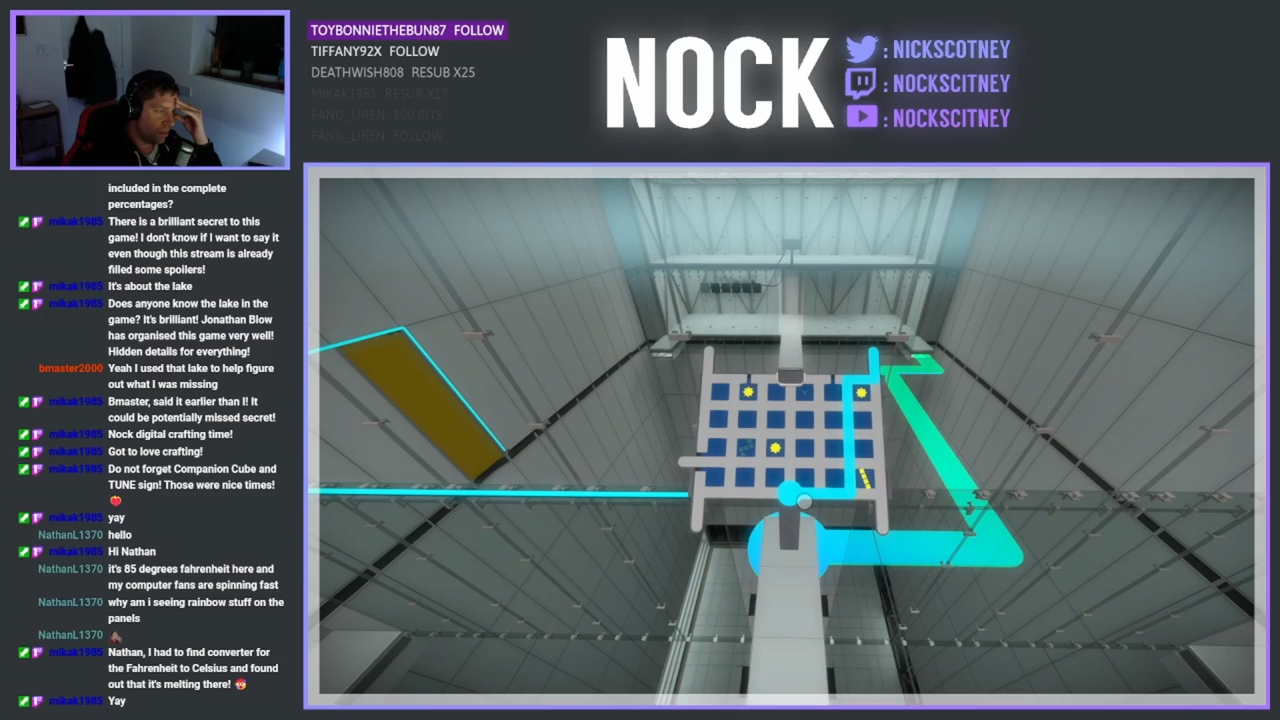 TOYBONNIETHEBUN87 FOLLOW
TIFFANY92X FOLLOW
DEATHWISH808 RESUB X25
MIKAK1985 RESUB X17
FANG_LIREN 100 BITS
FANG_LIREN FOLLOW
NOCK
: NICKSCOTNEY
: NOCKSCITNEY
: NOCKSCITNEY
included in the complete
percentages?
mikak1985 There is a brilliant secret to this
game! I don't know if I want to say it
even though this stream is already
filled some spoilers!
mikak1985 It's about the lake
mikak1985 Does anyone know the lake in the
game? It's brilliant! Jonathan Blow
has organised this game very well!
Hidden details for everything!
bmaster2000 Yeah I used that lake to help figure
out what I was missing
mikak1985 Bmaster, said it earlier than I! It
could be potentially missed secret!
mikak1985 Nock digital crafting time!
mikak1985 Got to love crafting!
mikak1985 Do not forget Companion Cube and
TUNE sign! Those were nice times!
mikak1985 yay
NathanL1370 hello
mikak1985 Hi Nathan
NathanL1370 it's 85 degrees fahrenheit here and
my computer fans are spinning fast
NathanL1370 why am i seeing rainbow stuff on the
panels
NathanL1370
mikak1985 Nathan, I had to find converter for
the Fahrenheit to Celsius and found
out that it's melting there!
mikak1985 Yay